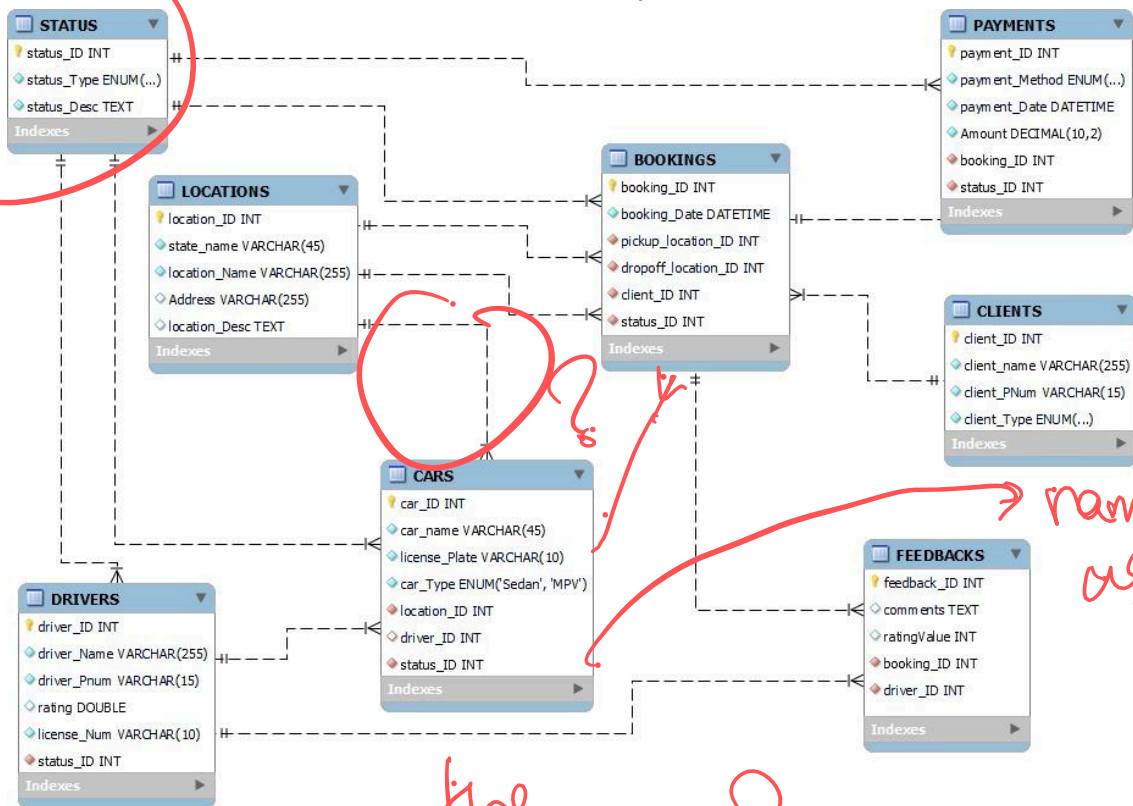 STATUS
status_ID INT
status_Type ENUM(...)
status_Desc TEXT
Indexes
PAYMENTS
payment_ID INT
payment_Method ENUM(...)
payment_Date DATETIME
Amount DECIMAL(10,2)
booking_ID INT
status_ID INT
Indexes
LOCATIONS
location_ID INT
state_name VARCHAR(45)
location_Name VARCHAR(255)
Address VARCHAR(255)
location_Desc TEXT
Indexes
BOOKINGS
booking_ID INT
booking_Date DATETIME
pickup_location_ID INT
dropoff_location_ID INT
client_ID INT
status_ID INT
Indexes
CLIENTS
client_ID INT
client_name VARCHAR(255)
client_PNum VARCHAR(15)
client_Type ENUM(...)
Indexes
CARS
car_ID INT
car_name VARCHAR(45)
license_Plate VARCHAR(10)
car_Type ENUM('Sedan', 'MPV')
location_ID INT
driver_ID INT
status_ID INT
Indexes
FEEDBACKS
feedback_ID INT
comments TEXT
ratingValue INT
booking_ID INT
driver_ID INT
Indexes
DRIVERS
driver_ID INT
driver_Name VARCHAR(255)
driver_Pnum VARCHAR(15)
rating DOUBLE
license_Num VARCHAR(10)
status_ID INT
Indexes